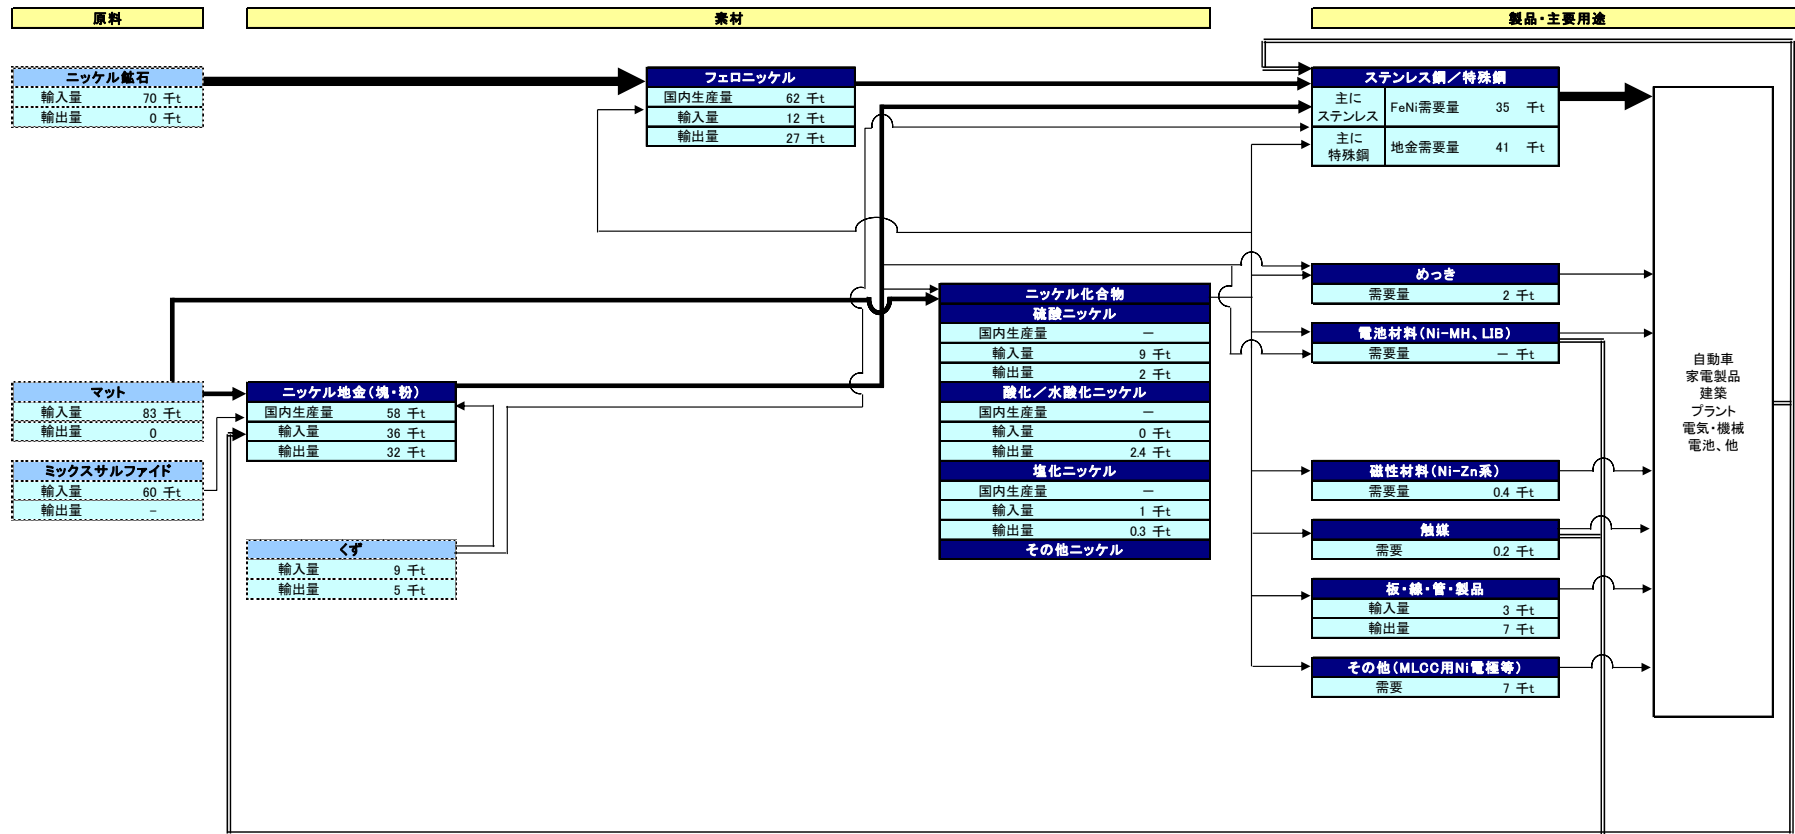 原料
素材
製品・主要用途
ニッケル鉱石
輸入量 70 千t
輸出量 0 千t
フェロニッケル
国内生産量 62 千t
輸入量 12 千t
輸出量 27 千t
ステンレス鋼／特殊鋼
主に
ステンレス
FeNi需要量 35 千t
主に
特殊鋼
地金需要量 41 千t
めっき
需要量 2 千t
ニッケル化合物
硫酸ニッケル
国内生産量 －
輸入量 9 千t
輸出量 2 千t
酸化／水酸化ニッケル
国内生産量 －
輸入量 0 千t
輸出量 2.4 千t
塩化ニッケル
国内生産量 －
輸入量 1 千t
輸出量 0.3 千t
その他ニッケル
電池材料（Ni-MH、LIB）
需要量 － 千t
マット
輸入量 83 千t
輸出量 0
ニッケル地金（塊・粉）
国内生産量 58 千t
輸入量 36 千t
輸出量 32 千t
ミックスサルファイド
輸入量 60 千t
輸出量 -
くず
輸入量 9 千t
輸出量 5 千t
磁性材料（Ni-Zn系）
需要量 0.4 千t
触媒
需要 0.2 千t
板・線・管・製品
輸入量 3 千t
輸出量 7 千t
その他（MLCC用Ni電極等）
需要 7 千t
自動車
家電製品
建築
プラント
電気・機械
電池、他